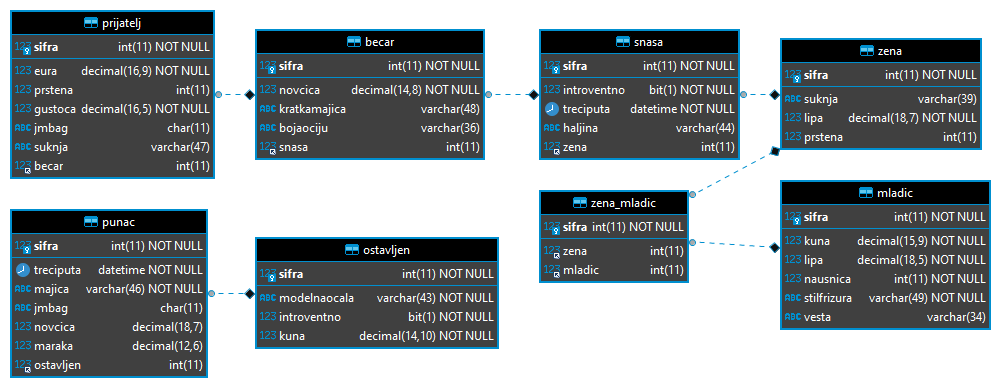 prijatelj
123 sifra int(11) NOT NULL
123 eura decimal(16,9) NOT NULL
123 prstena int(11)
123 gustoca decimal(16,5) NOT NULL
ABC jmbag char(11)
ABC suknja varchar(47)
123 becar int(11)
becar
123 sifra int(11) NOT NULL
123 novcica decimal(14,8) NOT NULL
ABC kratkamajica varchar(48)
ABC bojaociju varchar(36)
123 snasa int(11)
snasa
123 sifra int(11) NOT NULL
123 introventno bit(1) NOT NULL
treciputa datetime NOT NULL
ABC haljina varchar(44)
123 zena int(11)
zena
123 sifra int(11) NOT NULL
ABC suknja varchar(39)
123 lipa decimal(18,7) NOT NULL
123 prstena int(11)
zena_mladic
123 sifra int(11) NOT NULL
123 zena int(11)
123 mladic int(11)
mladic
123 sifra int(11) NOT NULL
123 kuna decimal(15,9) NOT NULL
123 lipa decimal(18,5) NOT NULL
123 nausnica int(11) NOT NULL
ABC stilfrizura varchar(49) NOT NULL
ABC vesta varchar(34)
punac
123 sifra int(11) NOT NULL
treciputa datetime NOT NULL
ABC majica varchar(46) NOT NULL
ABC jmbag char(11)
123 novcica decimal(18,7)
123 maraka decimal(12,6)
123 ostavljen int(11)
ostavljen
123 sifra int(11) NOT NULL
ABC modelnaocala varchar(43) NOT NULL
123 introventno bit(1) NOT NULL
123 kuna decimal(14,10) NOT NULL